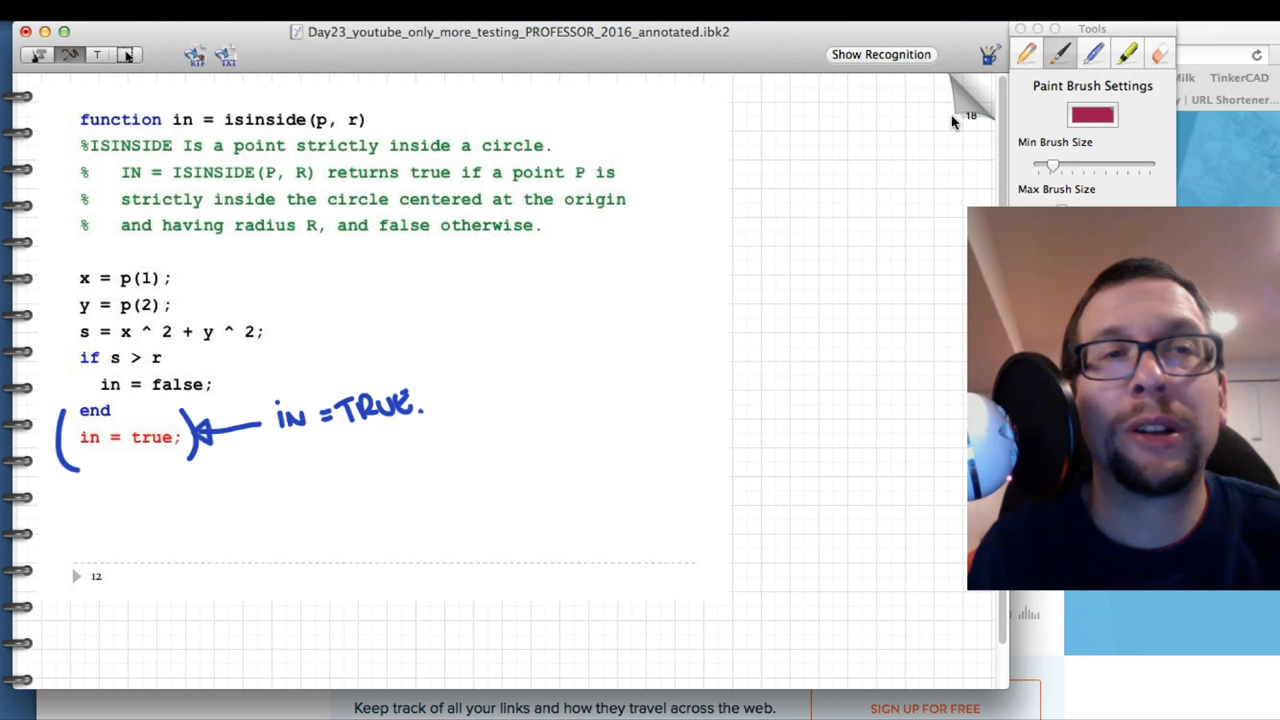 Day23_youtube_only_more_testing_PROFESSOR_2016_annotated.ibk2
Tools
T
RTF
TXT
Show Recognition
Milk
TinkerCAD
URL Shortener...
Paint Brush Settings
Min Brush Size
Max Brush Size
18
function in = isinside(p, r)
%ISINSIDE Is a point strictly inside a circle.
% IN = ISINSIDE(P, R) returns true if a point P is
% strictly inside the circle centered at the origin
% and having radius R, and false otherwise.
x = p(1);
y = p(2);
s = x ^ 2 + y ^ 2;
if s > r
in = false;
end
in = true;
iN = TRUE.
12
Keep track of all your links and how they travel across the web.
SIGN UP FOR FREE